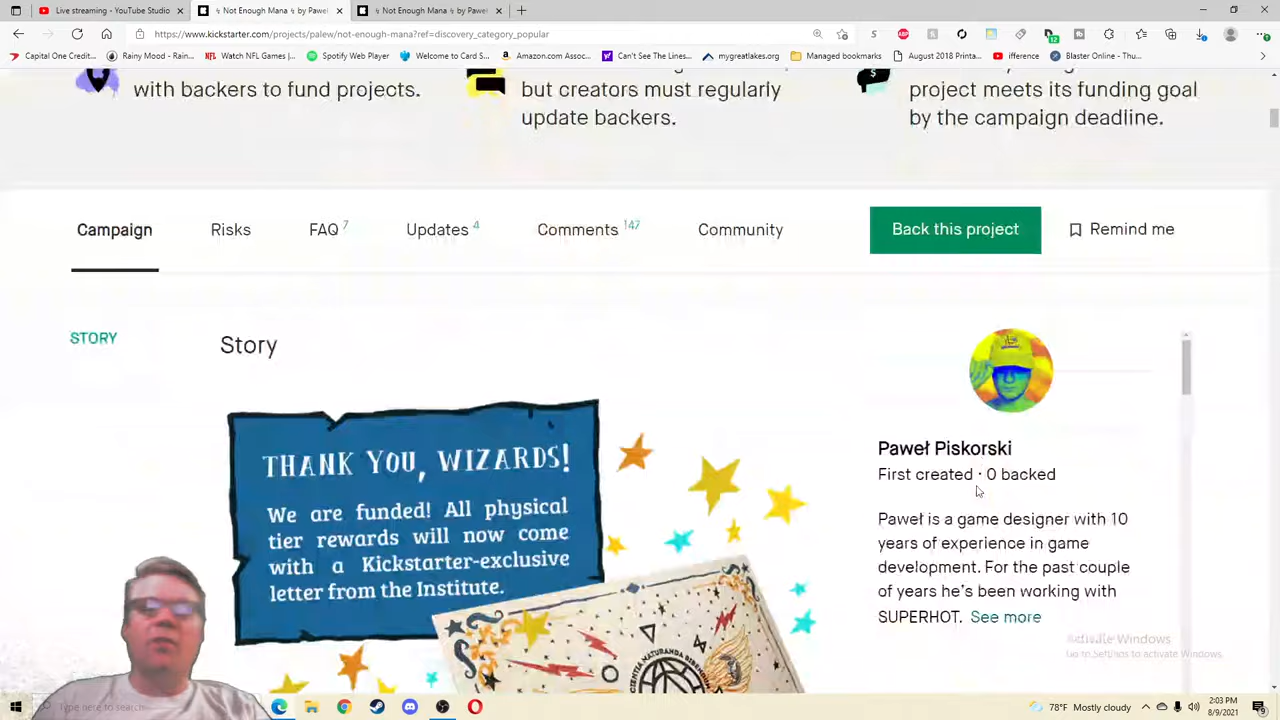 Live streaming - YouTube Studio
Not Enough Mana
by Pawel
Not Enough Mana
by Pawel
https://www.kickstarter.com/projects/palew/not-enough-mana?ref=discovery_category_popular
Capital One Credit...
Rainy Mood - Rain...
Watch NFL Games |...
Spotify Web Player
Welcome to Card S...
Amazon.com Assoc...
Can't See The Lines...
mygreatlakes.org
Managed bookmarks
August 2018 Printa...
ifference
Blaster Online - Thu...
with backers to fund projects.
but creators must regularly
update backers.
project meets its funding goal
by the campaign deadline.
Campaign
Risks
FAQ 7
Updates 4
Comments 147
Community
Back this project
Remind me
STORY
Story
THANK YOU, WIZARDS!
We are funded! All physical
tier rewards will now come
with a Kickstarter-exclusive
letter from the Institute.
Paweł Piskorski
First created · 0 backed
Paweł is a game designer with 10
years of experience in game
development. For the past couple
of years he's been working with
SUPERHOT. See more
Activate Windows
Go to Settings to activate Windows.
Type here to search
78°F Mostly cloudy
2:03 PM
8/9/2021